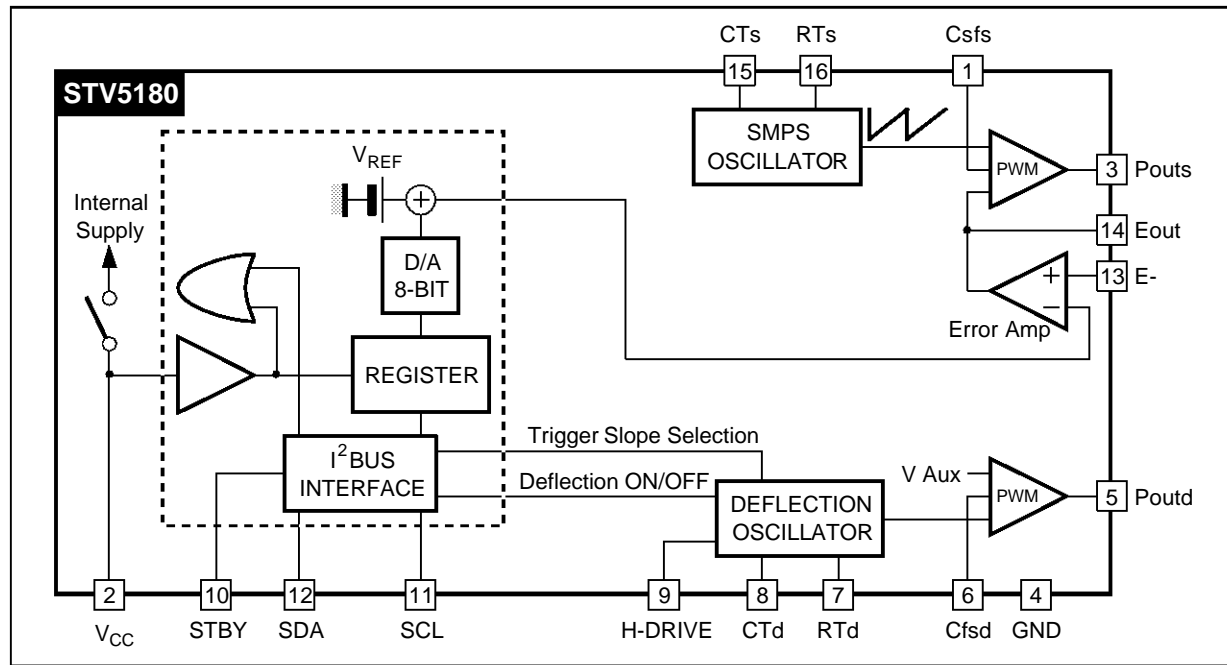 CTs RTs Csfs
15 16 1
STV5180
SMPS
OSCILLATOR
PWM
3 Pouts
V_REF
+
Internal
Supply
14 Eout
D/A
8-BIT
+
13 E-
−
Error Amp
REGISTER
Trigger Slope Selection
I²BUS
INTERFACE
V Aux
Deflection ON/OFF
PWM
5 Poutd
DEFLECTION
OSCILLATOR
2 10 12 11 9 8 7 6 4
V_CC STBY SDA SCL H-DRIVE CTd RTd Cfsd GND